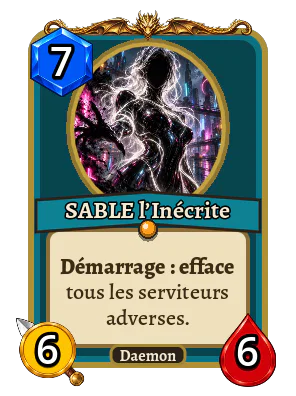 7
SABLE l'Inécrite
Démarrage : efface
tous les serviteurs
adverses.
6
Daemon
6